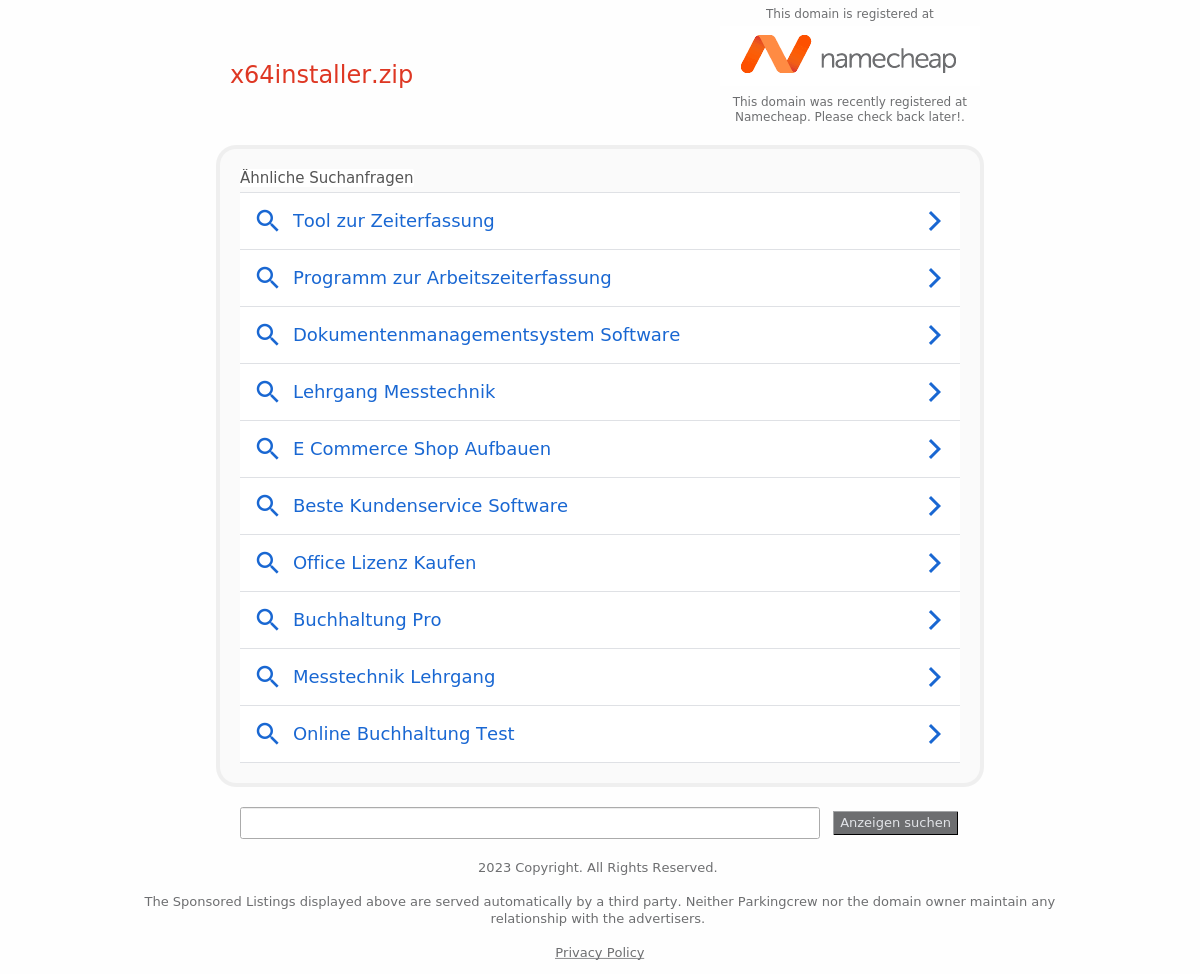 This domain is registered at
namecheap
x64installer.zip
This domain was recently registered at
Namecheap. Please check back later!.
Ähnliche Suchanfragen
Tool zur Zeiterfassung
Programm zur Arbeitszeiterfassung
Dokumentenmanagementsystem Software
Lehrgang Messtechnik
E Commerce Shop Aufbauen
Beste Kundenservice Software
Office Lizenz Kaufen
Buchhaltung Pro
Messtechnik Lehrgang
Online Buchhaltung Test
Anzeigen suchen
2023 Copyright. All Rights Reserved.
The Sponsored Listings displayed above are served automatically by a third party. Neither Parkingcrew nor the domain owner maintain any
relationship with the advertisers.
Privacy Policy